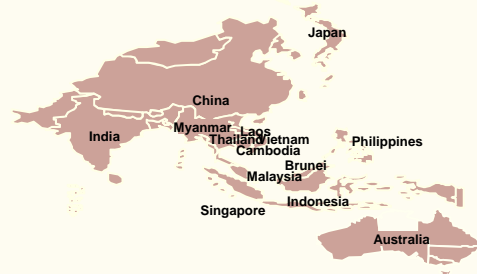 Japan
China
Myanmar
Laos
India
Thailand
Vietnam
Philippines
Cambodia
Brunei
Malaysia
Indonesia
Singapore
Australia